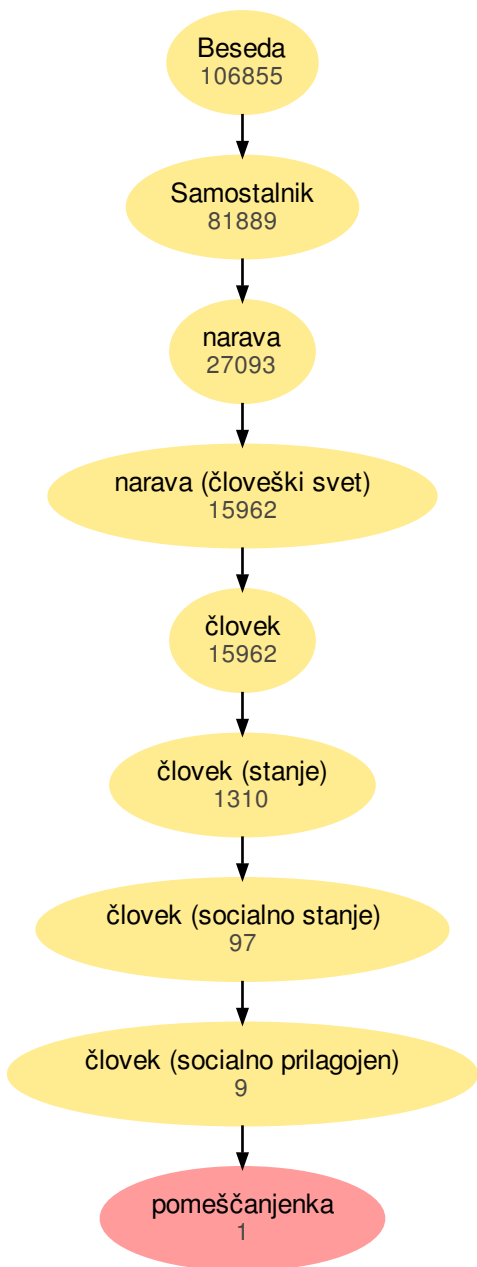 Beseda
106855
Samostalnik
81889
narava
27093
narava (človeški svet)
15962
človek
15962
človek (stanje)
1310
človek (socialno stanje)
97
človek (socialno prilagojen)
9
pomeščanjenka
1